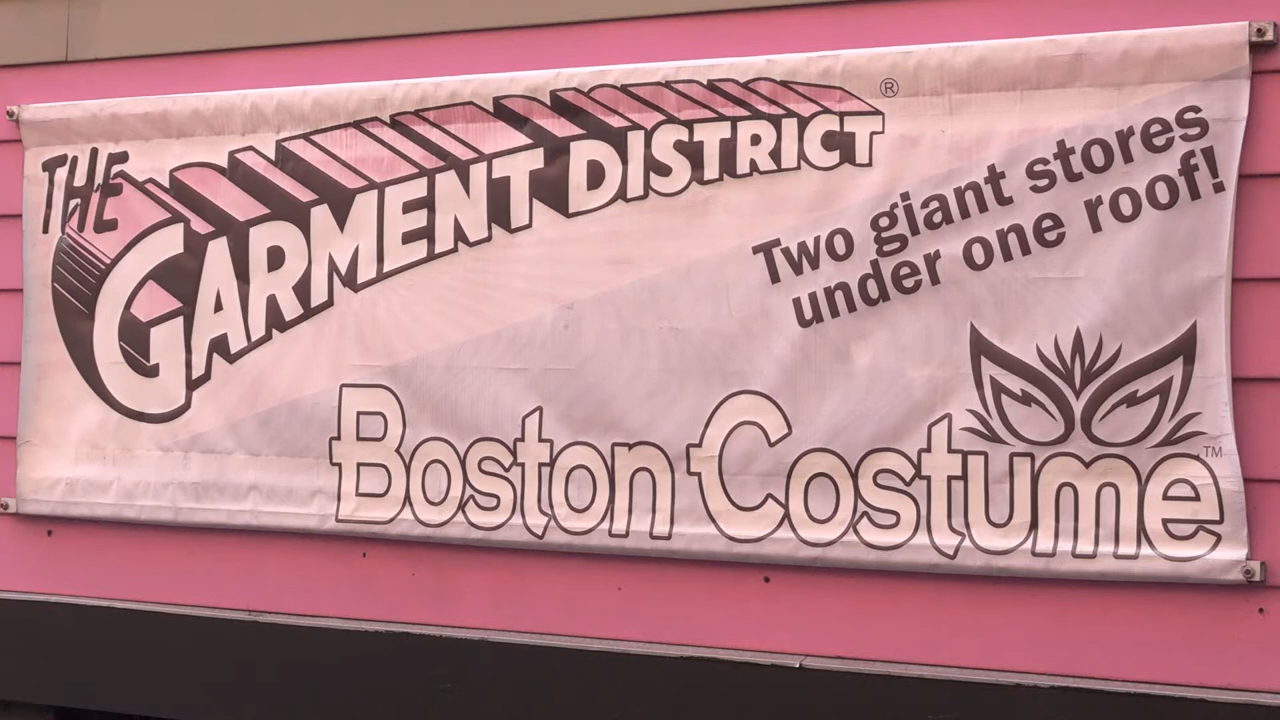 THE
GARMENT DISTRICT®
Two giant stores
under one roof!
Boston Costume™